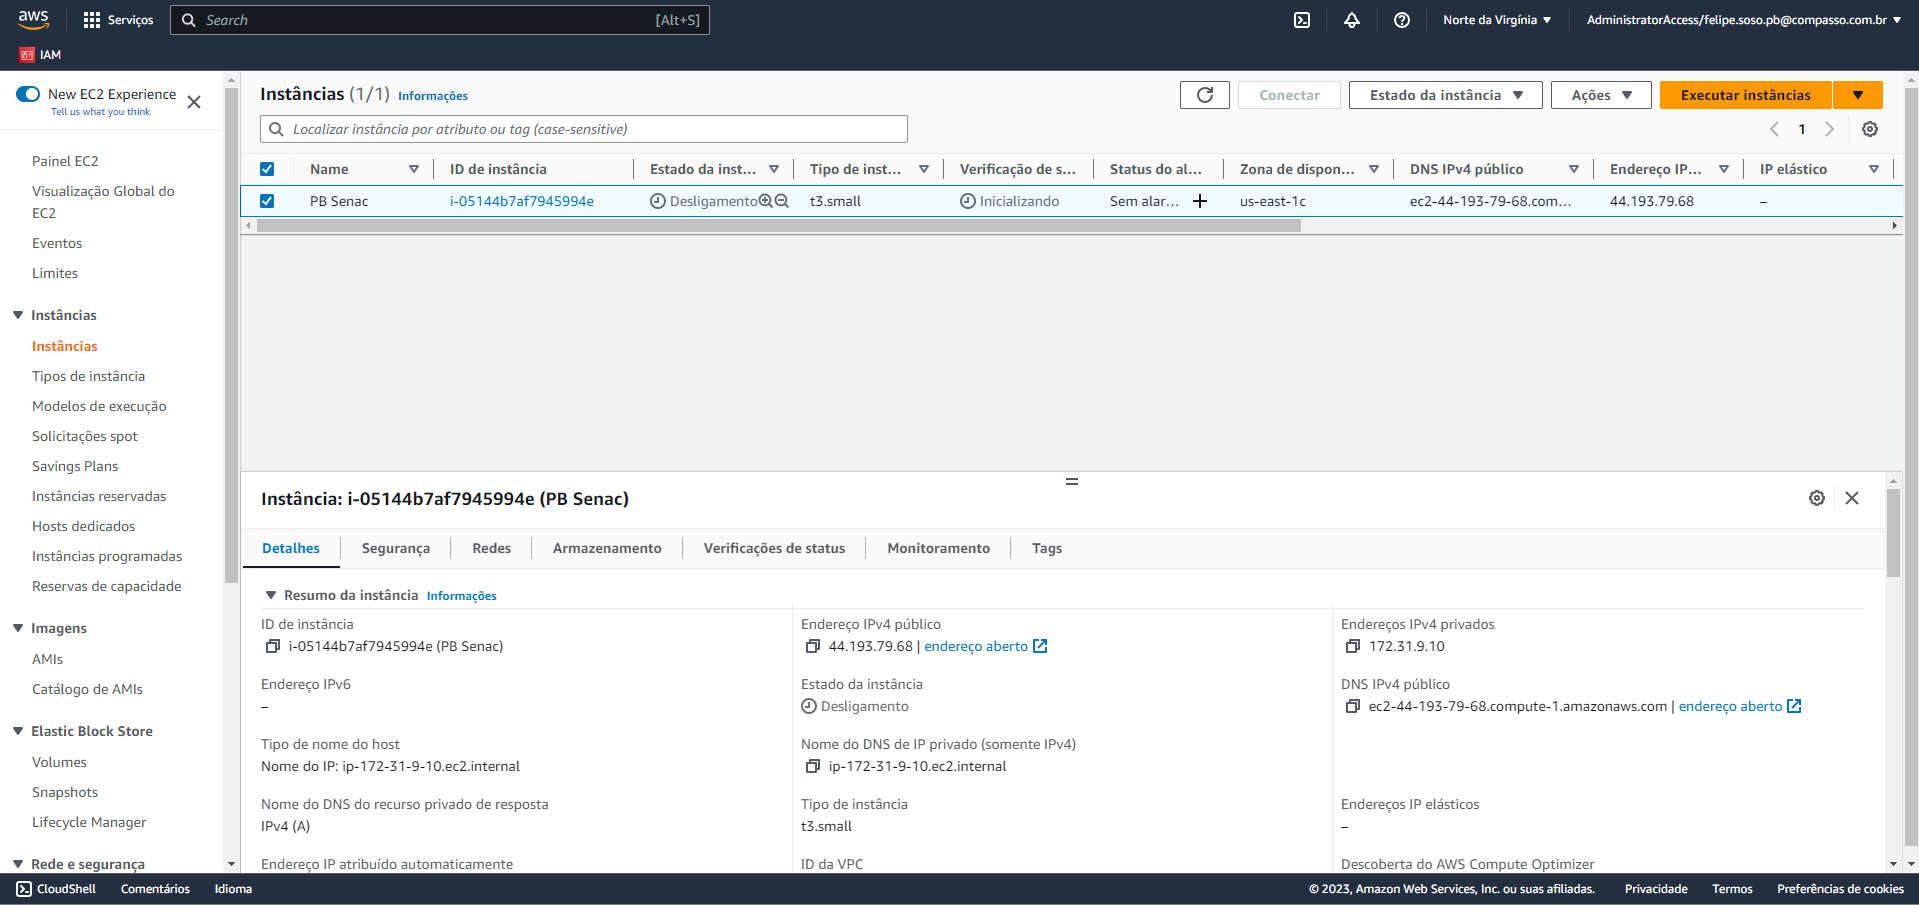 aws
Serviços
Search
[Alt+S]
Norte da Virgínia
AdministratorAccess/felipe.soso.pb@compasso.com.br
IAM
New EC2 Experience
Tell us what you think
Painel EC2
Visualização Global do
EC2
Eventos
Limites
Instâncias
Instâncias
Tipos de instância
Modelos de execução
Solicitações spot
Savings Plans
Instâncias reservadas
Hosts dedicados
Instâncias programadas
Reservas de capacidade
Imagens
AMIs
Catálogo de AMIs
Elastic Block Store
Volumes
Snapshots
Lifecycle Manager
Rede e segurança
Instâncias (1/1) Informações
Conectar
Estado da instância
Ações
Executar instâncias
Localizar instância por atributo ou tag (case-sensitive)
1
Name
ID de instância
Estado da inst...
Tipo de inst...
Verificação de s...
Status do al...
Zona de dispon...
DNS IPv4 público
Endereço IP...
IP elástico
PB Senac
i-05144b7af7945994e
Desligamento
t3.small
Inicializando
Sem alar...
us-east-1c
ec2-44-193-79-68.com...
44.193.79.68
–
Instância: i-05144b7af7945994e (PB Senac)
Detalhes
Segurança
Redes
Armazenamento
Verificações de status
Monitoramento
Tags
Resumo da instância Informações
ID de instância
i-05144b7af7945994e (PB Senac)
Endereço IPv4 público
44.193.79.68 | endereço aberto
Endereços IPv4 privados
172.31.9.10
Endereço IPv6
–
Estado da instância
Desligamento
DNS IPv4 público
ec2-44-193-79-68.compute-1.amazonaws.com | endereço aberto
Tipo de nome do host
Nome do IP: ip-172-31-9-10.ec2.internal
Nome do DNS de IP privado (somente IPv4)
ip-172-31-9-10.ec2.internal
Nome do DNS do recurso privado de resposta
IPv4 (A)
Tipo de instância
t3.small
Endereços IP elásticos
–
Endereço IP atribuído automaticamente
ID da VPC
Descoberta do AWS Compute Optimizer
CloudShell
Comentários
Idioma
© 2023, Amazon Web Services, Inc. ou suas afiliadas.
Privacidade
Termos
Preferências de cookies